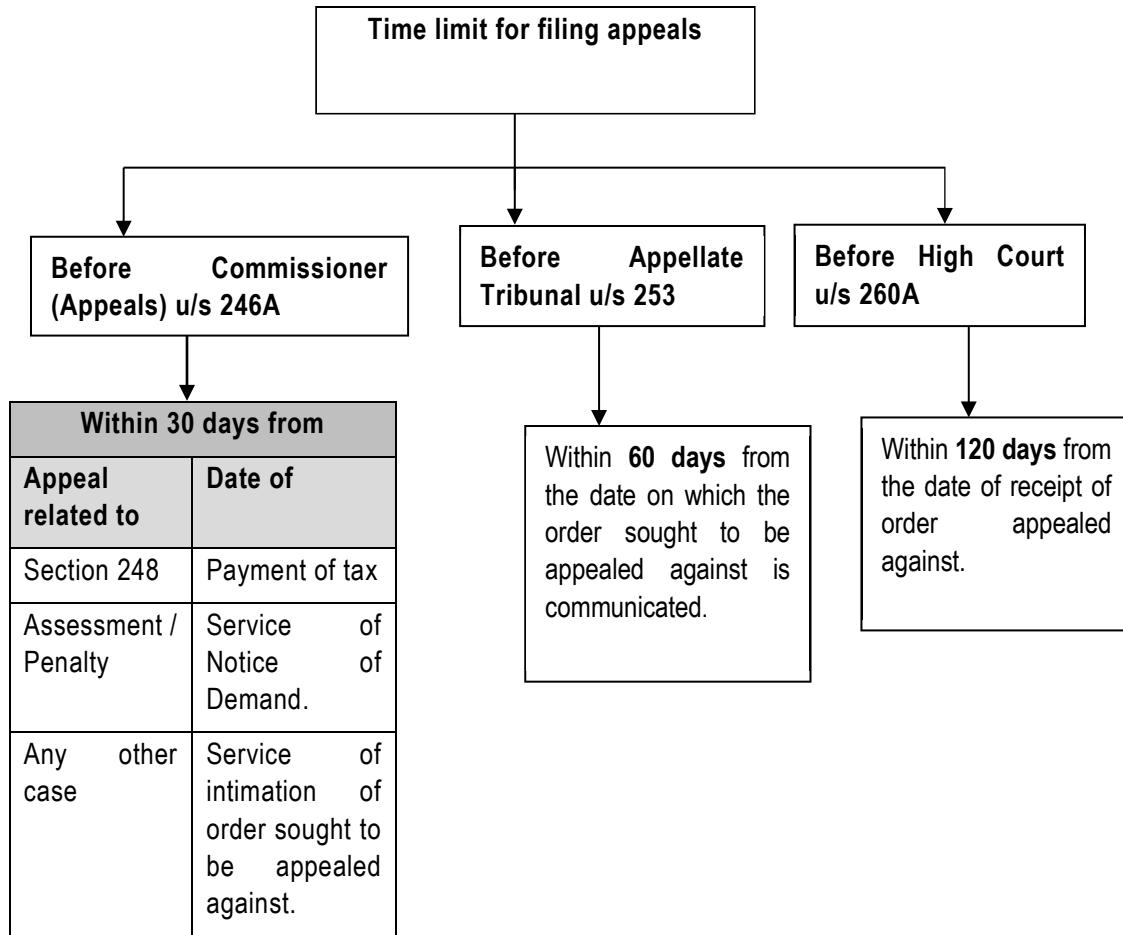 Time limit for filing appeals
Before Commissioner
(Appeals) u/s 246A
Before Appellate
Tribunal u/s 253
Before High Court
u/s 260A
Within 30 days from
Appeal
related to
Date of
Section 248
Payment of tax
Assessment /
Penalty
Service of
Notice of
Demand.
Any other
case
Service of
intimation of
order sought to
be appealed
against.
Within 60 days from
the date on which the
order sought to be
appealed against is
communicated.
Within 120 days from
the date of receipt of
order appealed
against.